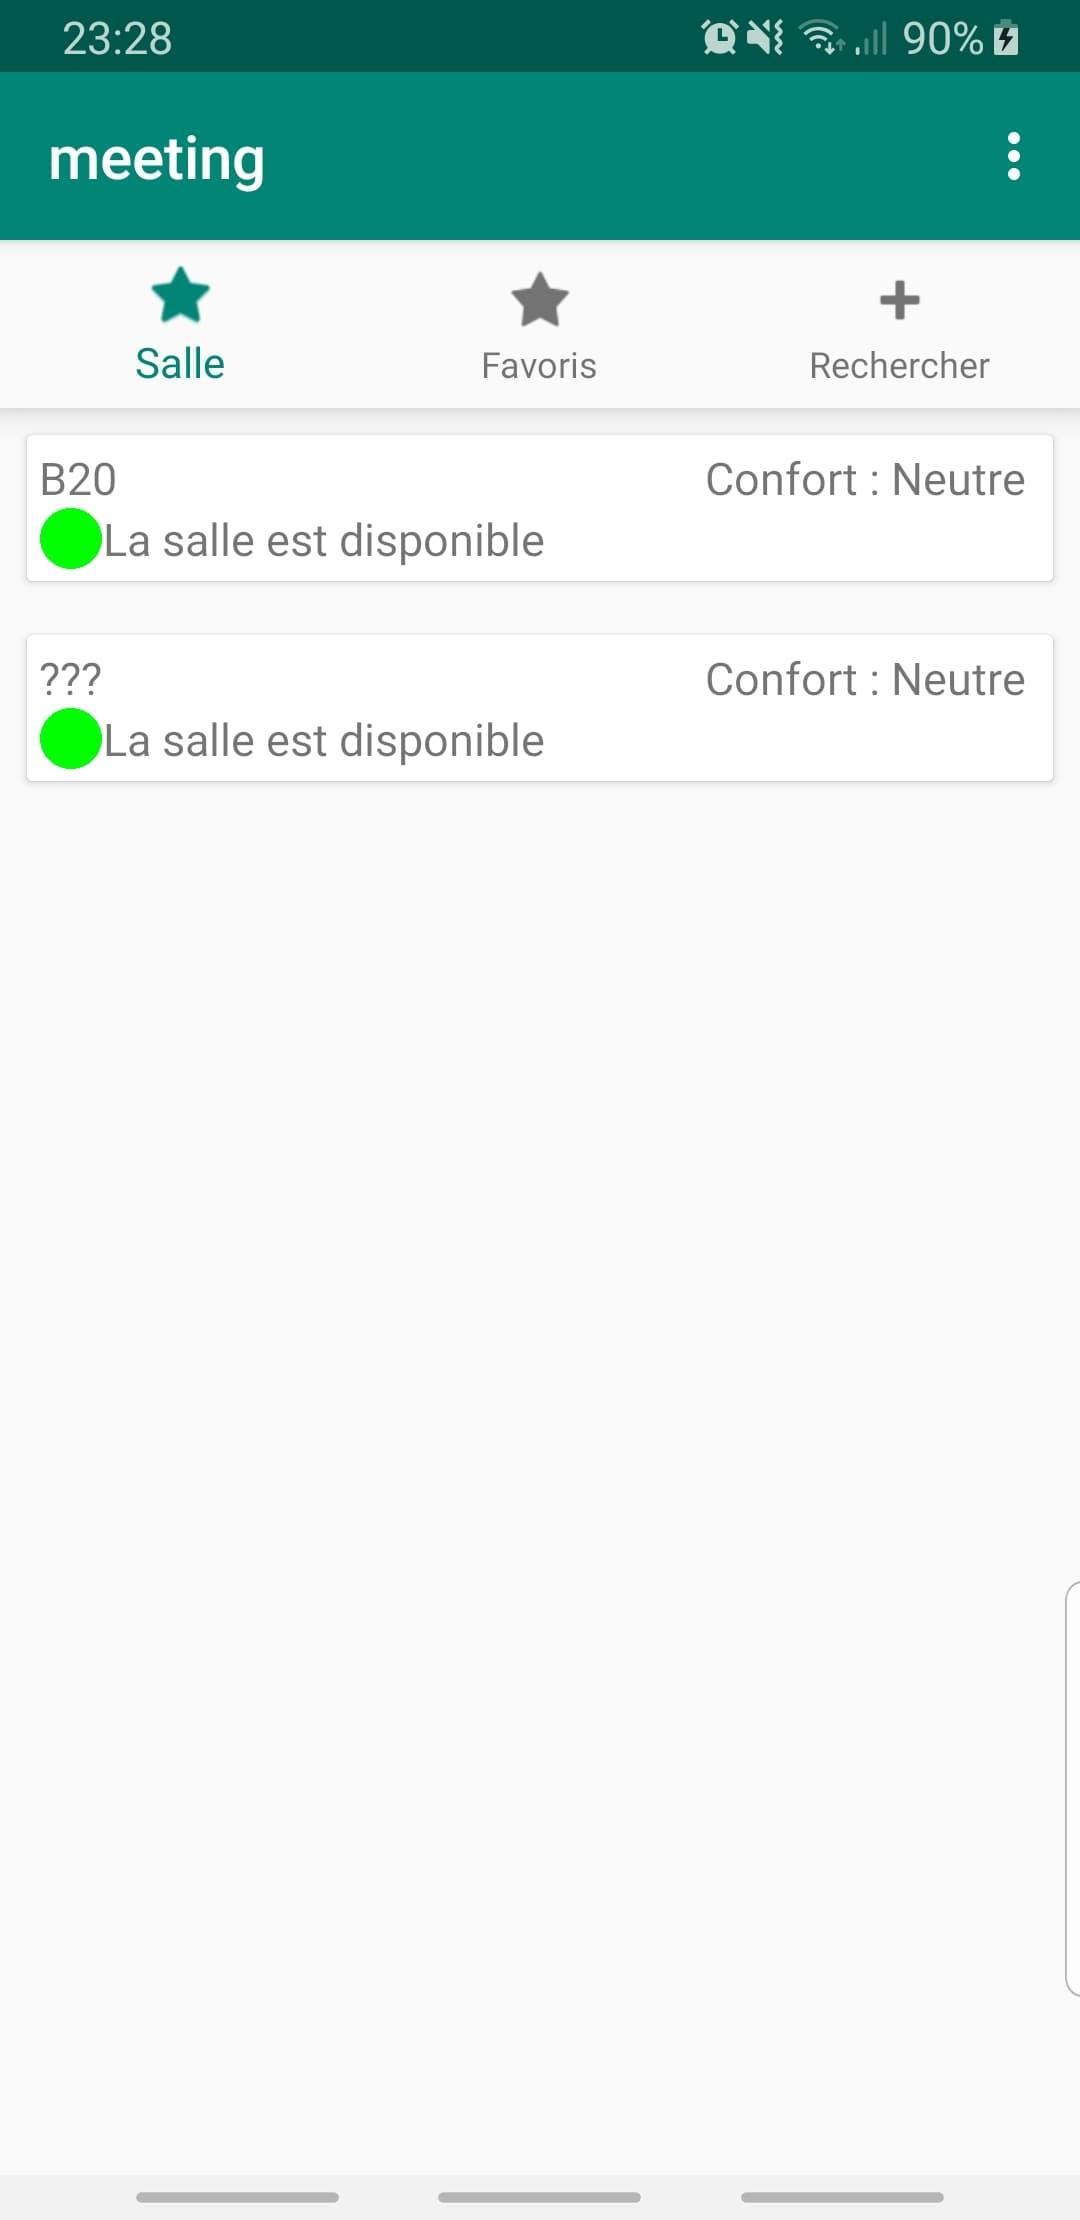 23:28 90%
meeting
Salle Favoris Rechercher
B20 Confort : Neutre
La salle est disponible
??? Confort : Neutre
La salle est disponible